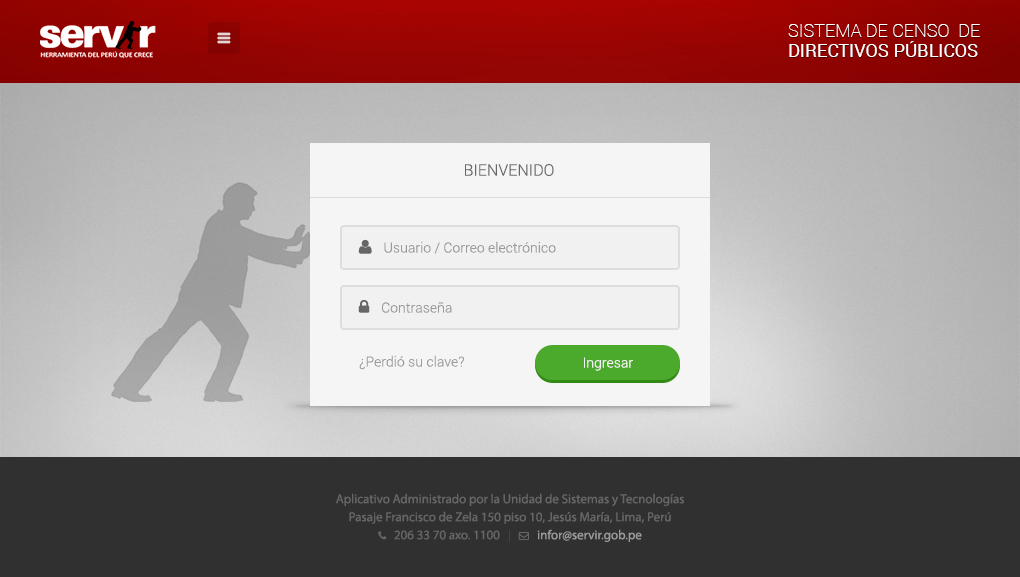 servir
HERRAMIENTA DEL PERÚ QUE CRECE
SISTEMA DE CENSO DE
DIRECTIVOS PÚBLICOS
BIENVENIDO
Usuario / Correo electrónico
Contraseña
¿Perdió su clave?
Ingresar
Aplicativo Administrado por la Unidad de Sistemas y Tecnologías
Pasaje Francisco de Zela 150 piso 10, Jesús María, Lima, Perú
206 33 70 axo. 1100 | infor@servir.gob.pe